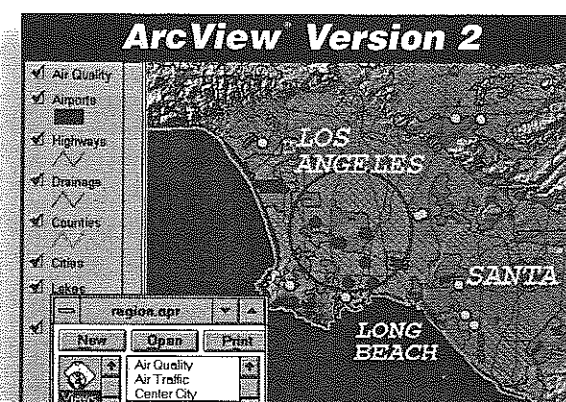 ArcView® Version 2
Air Quality
Airports
Highways
Drainage
Counties
Cities
Lakes
LOS
ANGELES
SANTA
LONG
BEACH
region.apr
New Open Print
Air Quality
Air Traffic
Center City
Views